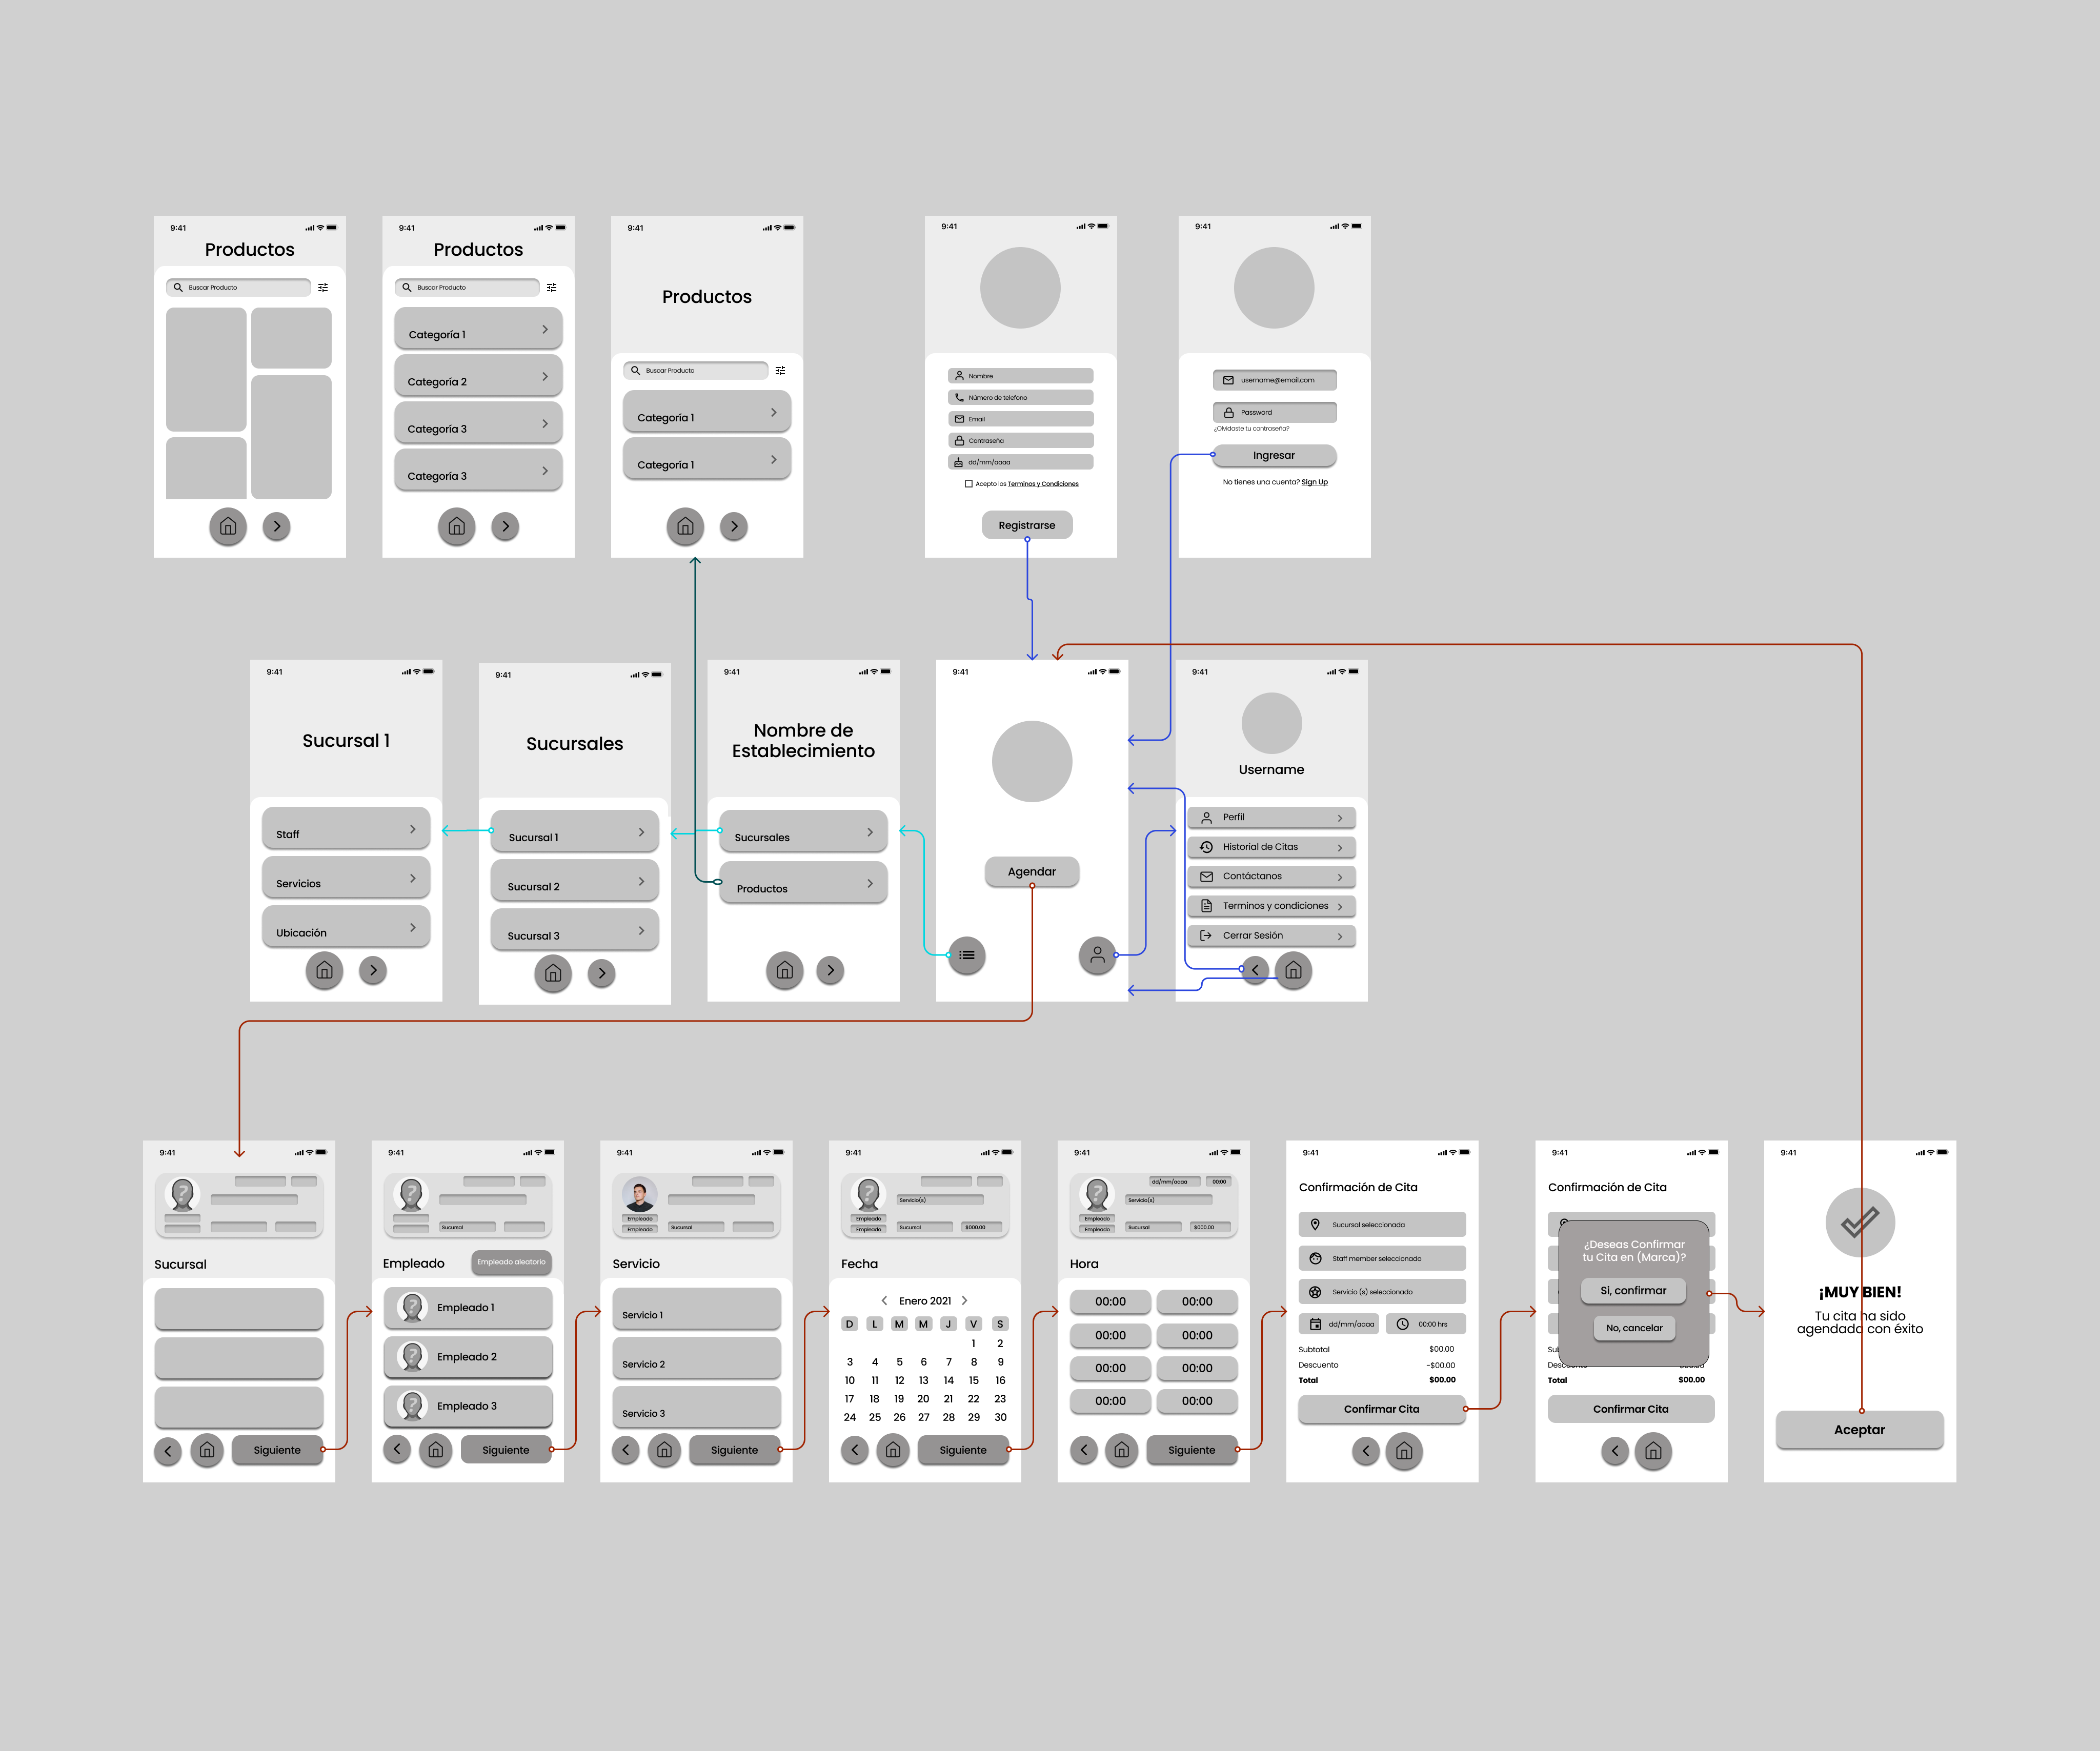 9:41
Productos
Buscar Producto
9:41
Productos
Buscar Producto
Categoría 1
Categoría 2
Categoría 3
Categoría 3
9:41
Productos
Buscar Producto
Categoría 1
Categoría 1
9:41
Nombre
Número de telefono
Email
Contraseña
dd/mm/aaaa
Acepto los Terminos y Condiciones
Registrarse
9:41
username@email.com
Password
¿Olvidaste tu contraseña?
Ingresar
No tienes una cuenta? Sign Up
9:41
Sucursal 1
Staff
Servicios
Ubicación
9:41
Sucursales
Sucursal 1
Sucursal 2
Sucursal 3
9:41
Nombre de
Establecimiento
Sucursales
Productos
9:41
Agendar
9:41
Username
Perfil
Historial de Citas
Contáctanos
Terminos y condiciones
Cerrar Sesión
9:41
Sucursal
Siguiente
9:41
Sucursal
Empleado
Empleado aleatorio
Empleado 1
Empleado 2
Empleado 3
Siguiente
9:41
Empleado
Empleado
Sucursal
Servicio
Servicio 1
Servicio 2
Servicio 3
Siguiente
9:41
Servicio(s)
Empleado
Empleado
Sucursal
$000.00
Fecha
Enero 2021
D L M M J V S
1 2
3 4 5 6 7 8 9
10 11 12 13 14 15 16
17 18 19 20 21 22 23
24 25 26 27 28 29 30
Siguiente
9:41
dd/mm/aaaa 00:00
Servicio(s)
Empleado
Empleado
Sucursal
$000.00
Hora
00:00 00:00
00:00 00:00
00:00 00:00
00:00 00:00
Siguiente
9:41
Confirmación de Cita
Sucursal seleccionada
Staff member seleccionado
Servicio (s) seleccionado
dd/mm/aaaa 00:00 hrs
Subtotal $00.00
Descuento -$00.00
Total $00.00
Confirmar Cita
9:41
Confirmación de Cita
¿Deseas Confirmar
tu Cita en (Marca)?
Si, confirmar
No, cancelar
Total $00.00
Confirmar Cita
9:41
¡MUY BIEN!
Tu cita ha sido
agendada con éxito
Aceptar